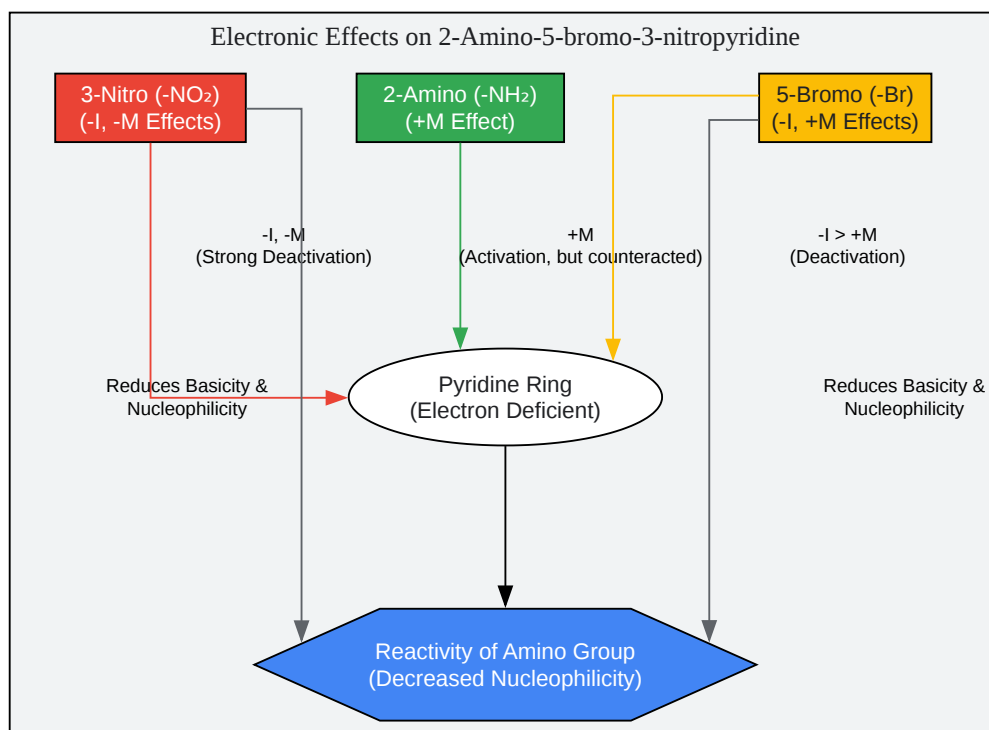 Electronic Effects on 2-Amino-5-bromo-3-nitropyridine
3-Nitro (-NO₂)
(-I, -M Effects)
2-Amino (-NH₂)
(+M Effect)
5-Bromo (-Br)
(-I, +M Effects)
-I, -M
(Strong Deactivation)
+M
(Activation, but counteracted)
-I > +M
(Deactivation)
Reduces Basicity &
Nucleophilicity
Pyridine Ring
(Electron Deficient)
Reduces Basicity &
Nucleophilicity
Reactivity of Amino Group
(Decreased Nucleophilicity)